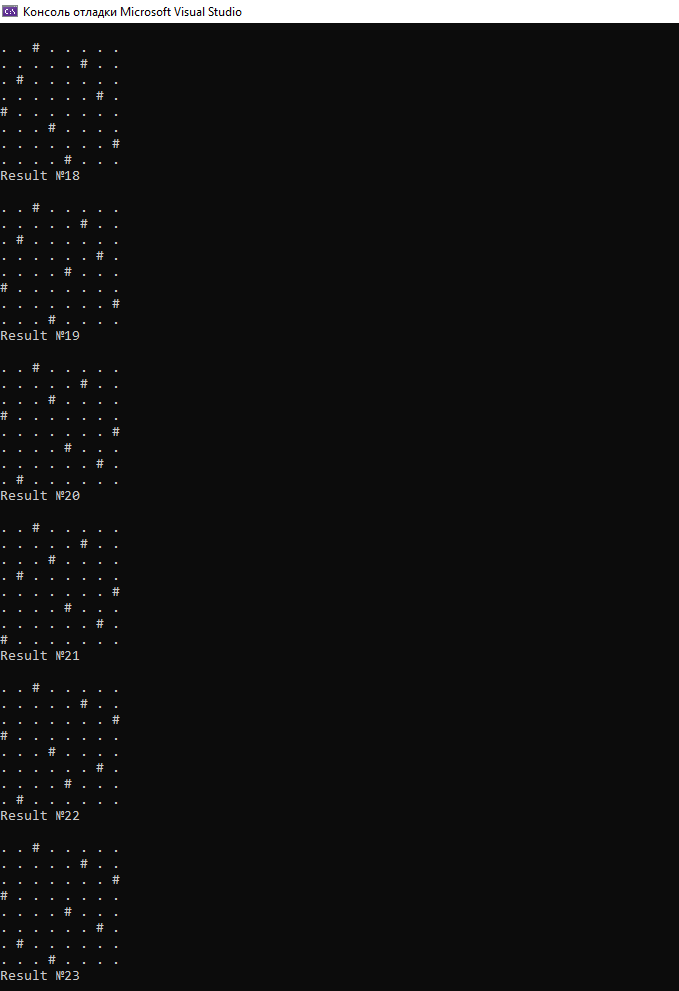 Консоль отладки Microsoft Visual Studio
. . # . . . . .
. . . . . # . .
. # . . . . . .
. . . . . . # .
# . . . . . . .
. . . # . . . .
. . . . . . . #
. . . . # . . .
Result №18
. . # . . . . .
. . . . . # . .
. # . . . . . .
. . . . . . # .
. . . . # . . .
# . . . . . . .
. . . . . . . #
. . . # . . . .
Result №19
. . # . . . . .
. . . . . # . .
. . . # . . . .
# . . . . . . .
. . . . . . . #
. . . . # . . .
. . . . . . # .
. # . . . . . .
Result №20
. . # . . . . .
. . . . . # . .
. . . # . . . .
. # . . . . . .
. . . . . . . #
. . . . # . . .
. . . . . . # .
# . . . . . . .
Result №21
. . # . . . . .
. . . . . # . .
. . . . . . . #
# . . . . . . .
. . . # . . . .
. . . . . . # .
. . . . # . . .
. # . . . . . .
Result №22
. . # . . . . .
. . . . . # . .
. . . . . . . #
# . . . . . . .
. . . . # . . .
. . . . . . # .
. # . . . . . .
. . . # . . . .
Result №23